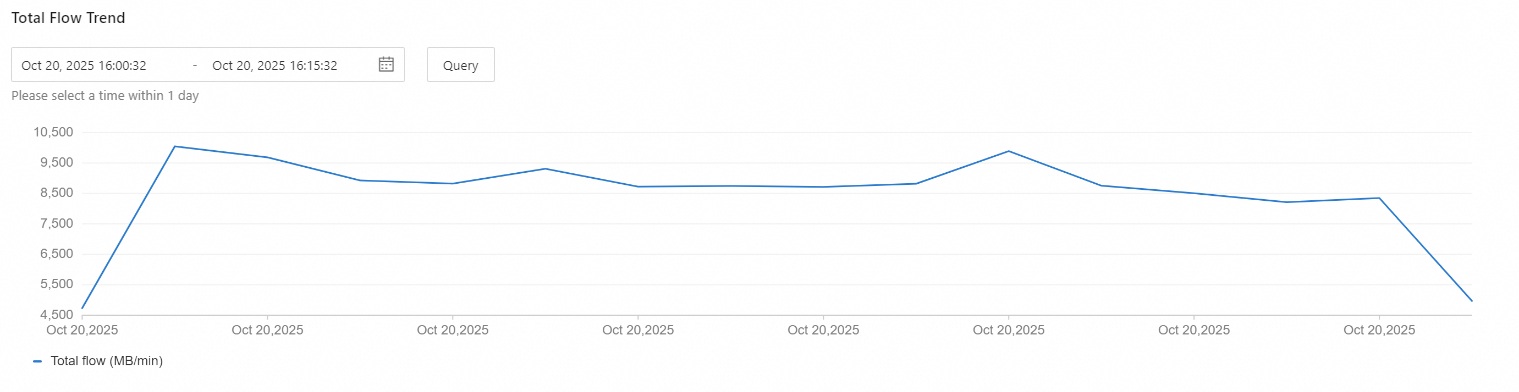 Total Flow Trend
Oct 20, 2025 16:00:32 - Oct 20, 2025 16:15:32 Query
Please select a time within 1 day
10,500
9,500
8,500
7,500
6,500
5,500
4,500
Oct 20,2025 Oct 20,2025 Oct 20,2025 Oct 20,2025 Oct 20,2025 Oct 20,2025 Oct 20,2025 Oct 20,2025
Total flow (MB/min)